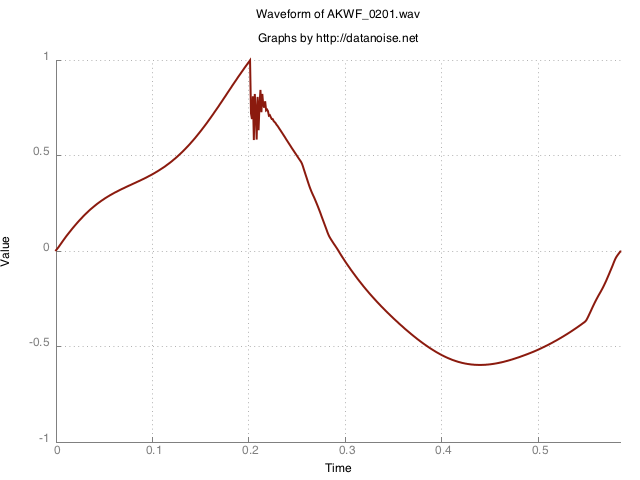 Waveform of AKWF_0201.wav
Graphs by http://datanoise.net
1
0.5
0
-0.5
-1
Value
0 0.1 0.2 0.3 0.4 0.5
Time